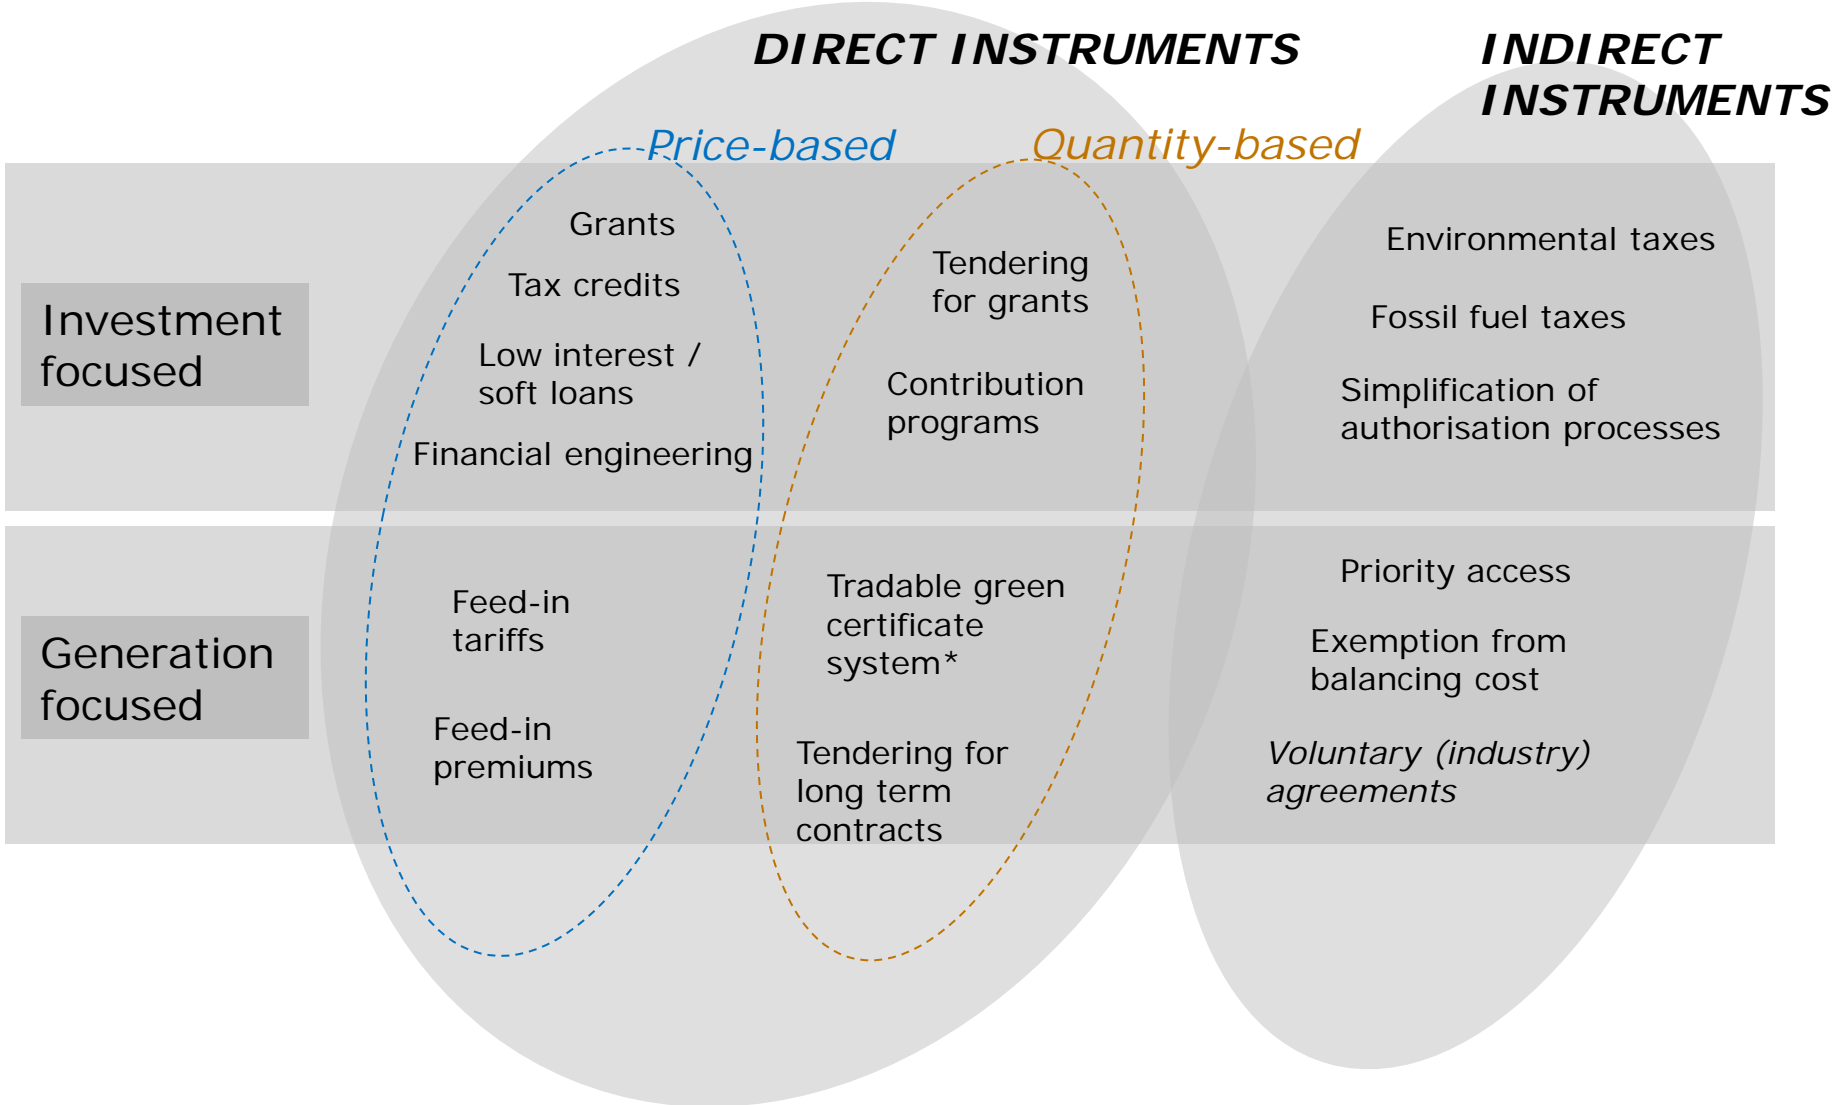 DIRECT INSTRUMENTS
INDIRECT
INSTRUMENTS
Price-based
Quantity-based
Investment
focused
Grants
Tax credits
Low interest /
soft loans
Financial engineering
Tendering
for grants
Contribution
programs
Environmental taxes
Fossil fuel taxes
Simplification of
authorisation processes
Generation
focused
Feed-in
tariffs
Feed-in
premiums
Tradable green
certificate
system*
Tendering for
long term
contracts
Priority access
Exemption from
balancing cost
Voluntary (industry)
agreements